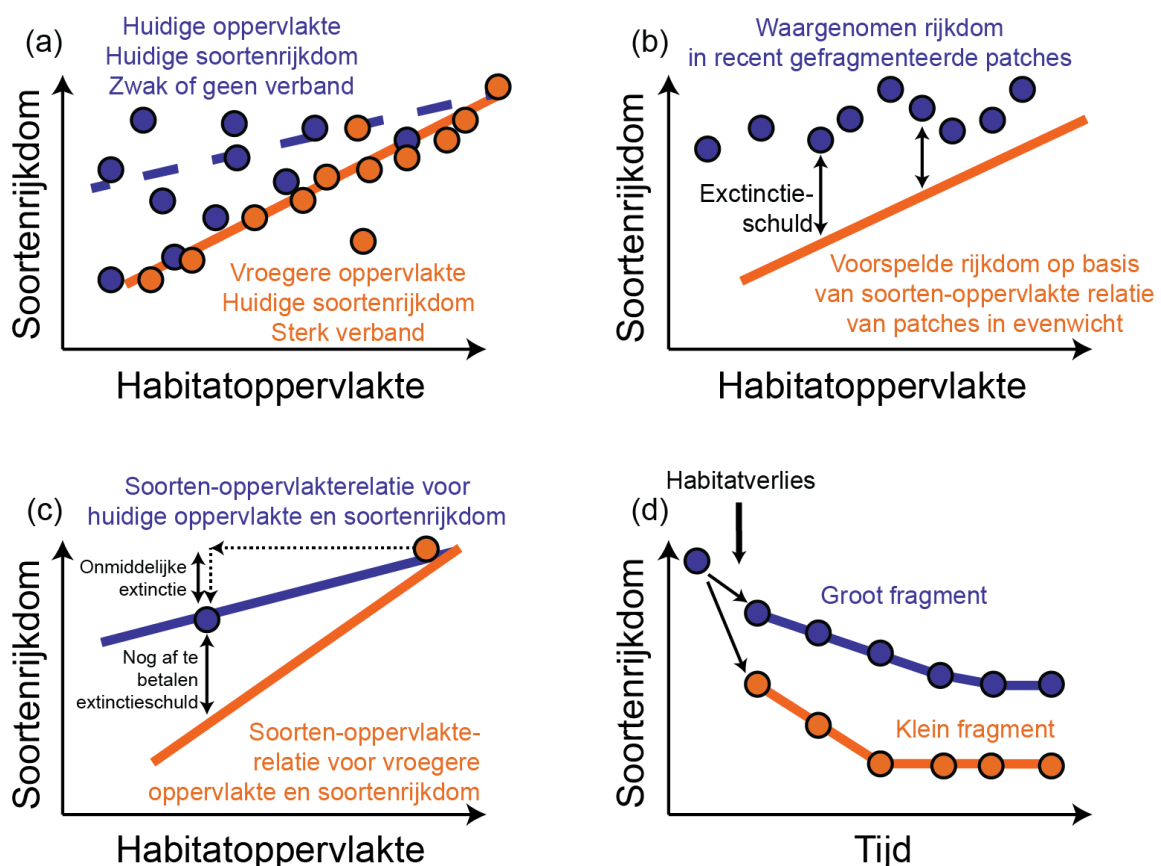 (a)
Huidige oppervlakte
Huidige soortenrijkdom
Zwak of geen verband
Vroegere oppervlakte
Huidige soortenrijkdom
Sterk verband
Soortenrijkdom
Habitatoppervlakte
(b)
Waargenomen rijkdom
in recent gefragmenteerde patches
Exctinctie-
schuld
Voorspelde rijkdom op basis
van soorten-oppervlakte relatie
van patches in evenwicht
Soortenrijkdom
Habitatoppervlakte
(c)
Soorten-oppervlakterelatie voor
huidige oppervlakte en soortenrijkdom
Onmiddelijke
extinctie
Nog af te
betalen
extinctieschuld
Soorten-oppervlakte-
relatie voor vroegere
oppervlakte en soortenrijkdom
Soortenrijkdom
Habitatoppervlakte
(d)
Habitatverlies
Groot fragment
Klein fragment
Soortenrijkdom
Tijd